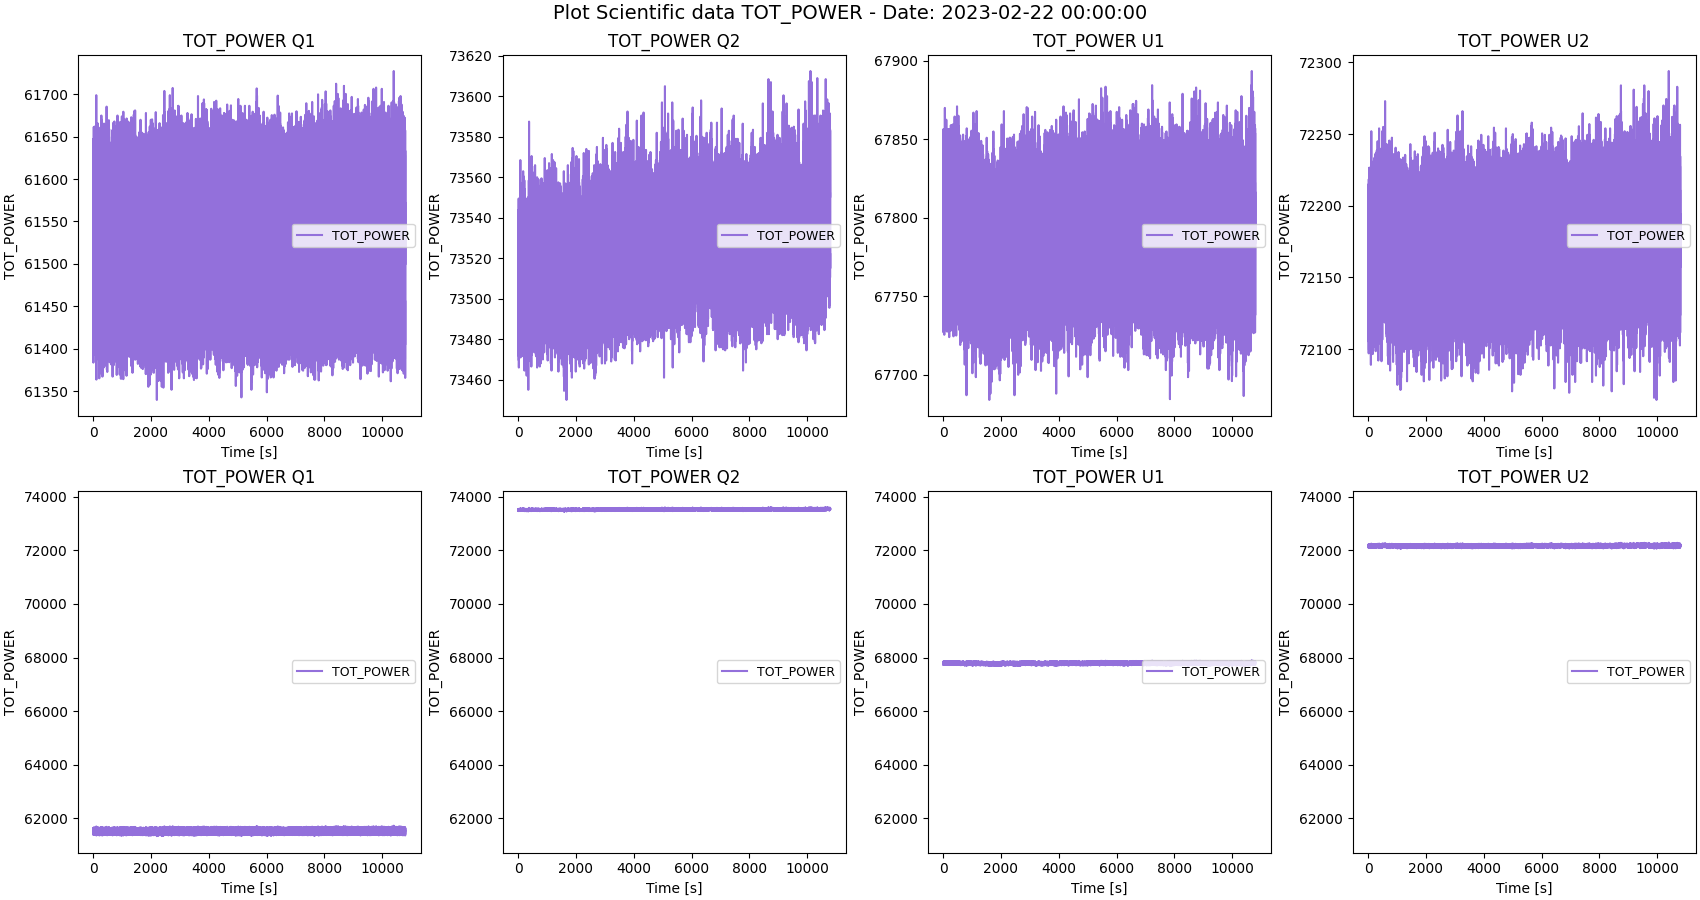 Plot Scientific data TOT_POWER - Date: 2023-02-22 00:00:00
TOT_POWER Q1
TOT_POWER
61700
61650
61600
61550
61500
61450
61400
61350
TOT_POWER
0 2000 4000 6000 8000 10000
Time [s]
TOT_POWER Q2
TOT_POWER
73620
73600
73580
73560
73540
73520
73500
73480
73460
TOT_POWER
0 2000 4000 6000 8000 10000
Time [s]
TOT_POWER U1
TOT_POWER
67900
67850
67800
67750
67700
TOT_POWER
0 2000 4000 6000 8000 10000
Time [s]
TOT_POWER U2
TOT_POWER
72300
72250
72200
72150
72100
TOT_POWER
0 2000 4000 6000 8000 10000
Time [s]
TOT_POWER Q1
TOT_POWER
74000
72000
70000
68000
66000
64000
62000
TOT_POWER
0 2000 4000 6000 8000 10000
Time [s]
TOT_POWER Q2
TOT_POWER
74000
72000
70000
68000
66000
64000
62000
TOT_POWER
0 2000 4000 6000 8000 10000
Time [s]
TOT_POWER U1
TOT_POWER
74000
72000
70000
68000
66000
64000
62000
TOT_POWER
0 2000 4000 6000 8000 10000
Time [s]
TOT_POWER U2
TOT_POWER
74000
72000
70000
68000
66000
64000
62000
TOT_POWER
0 2000 4000 6000 8000 10000
Time [s]